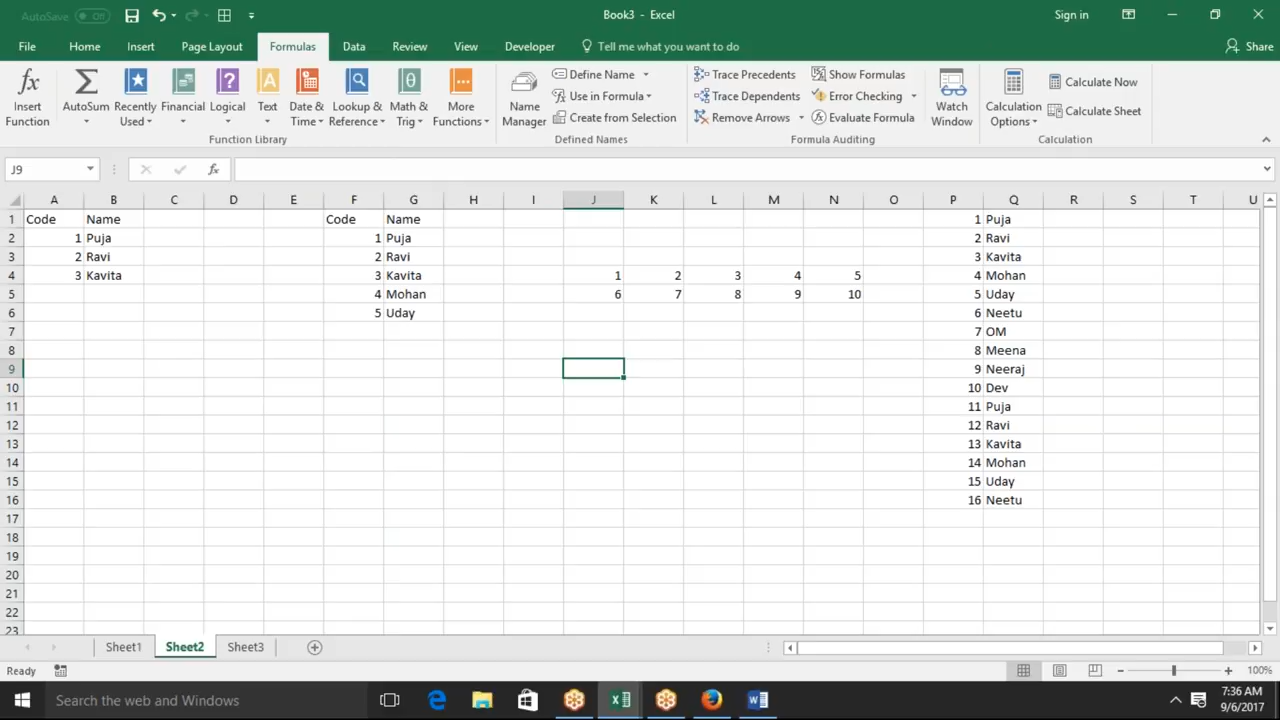 AutoSave Off
Book3 - Excel
Sign in
File Home Insert Page Layout Formulas Data Review View Developer Tell me what you want to do Share
Insert Function
AutoSum
Recently Used
Financial
Logical
Text
Date & Time
Lookup & Reference
Math & Trig
More Functions
Function Library
Name Manager
Define Name
Use in Formula
Create from Selection
Defined Names
Trace Precedents
Trace Dependents
Remove Arrows
Show Formulas
Error Checking
Evaluate Formula
Formula Auditing
Watch Window
Calculation Options
Calculate Now
Calculate Sheet
Calculation
J9 fx
A B C D E F G H I J K L M N O P Q R S T U
1 Code Name Code Name 1 Puja
2 1 Puja 1 Puja 2 Ravi
3 2 Ravi 2 Ravi 3 Kavita
4 3 Kavita 3 Kavita 1 2 3 4 5 4 Mohan
5 4 Mohan 6 7 8 9 10 5 Uday
6 5 Uday 6 Neetu
7 7 OM
8 8 Meena
9 9 Neeraj
10 10 Dev
11 11 Puja
12 12 Ravi
13 13 Kavita
14 14 Mohan
15 15 Uday
16 16 Neetu
17
18
19
20
21
22
23
Sheet1 Sheet2 Sheet3
Ready 100%
Search the web and Windows
7:36 AM
9/6/2017